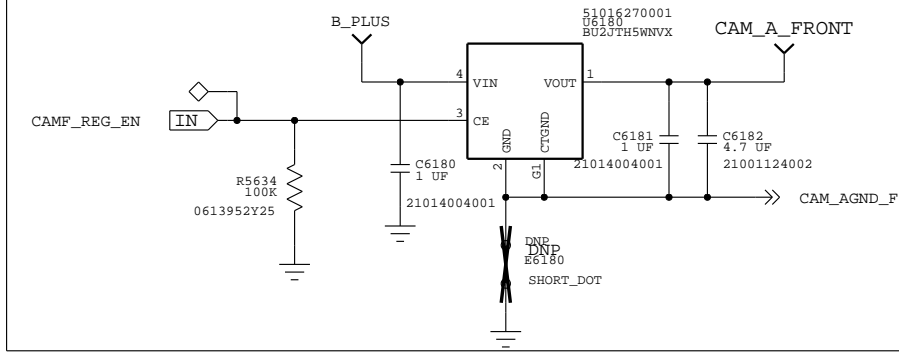 51016270001
U6180
BU2JTH5WNVX
B_PLUS
CAM_A_FRONT
4
VIN
VOUT
1
CAMF_REG_EN
IN
3
CE
GND
CTGND
2
G1
C6180
1 UF
21014004001
C6181
1 UF
21014004001
C6182
4.7 UF
21001124002
R5634
100K
0613952Y25
CAM_AGND_F
DNP
DNP
E6180
SHORT_DOT